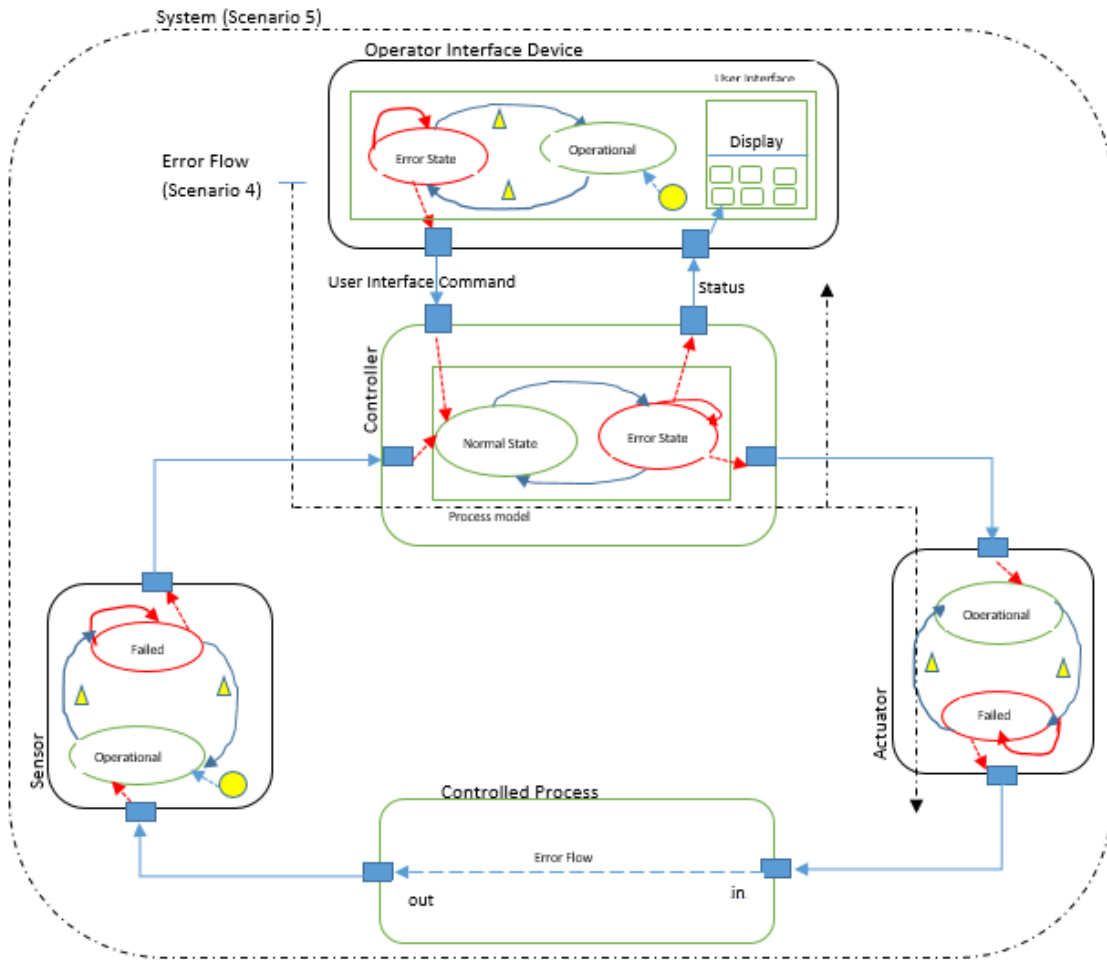 System (Scenario 5)
Operator Interface Device
User Interface
Error State
Operational
Display
Error Flow
(Scenario 4)
User Interface Command
Status
Controller
Normal State
Error State
Process model
Sensor
Failed
Operational
Actuator
Operational
Failed
Controlled Process
Error Flow
out
in